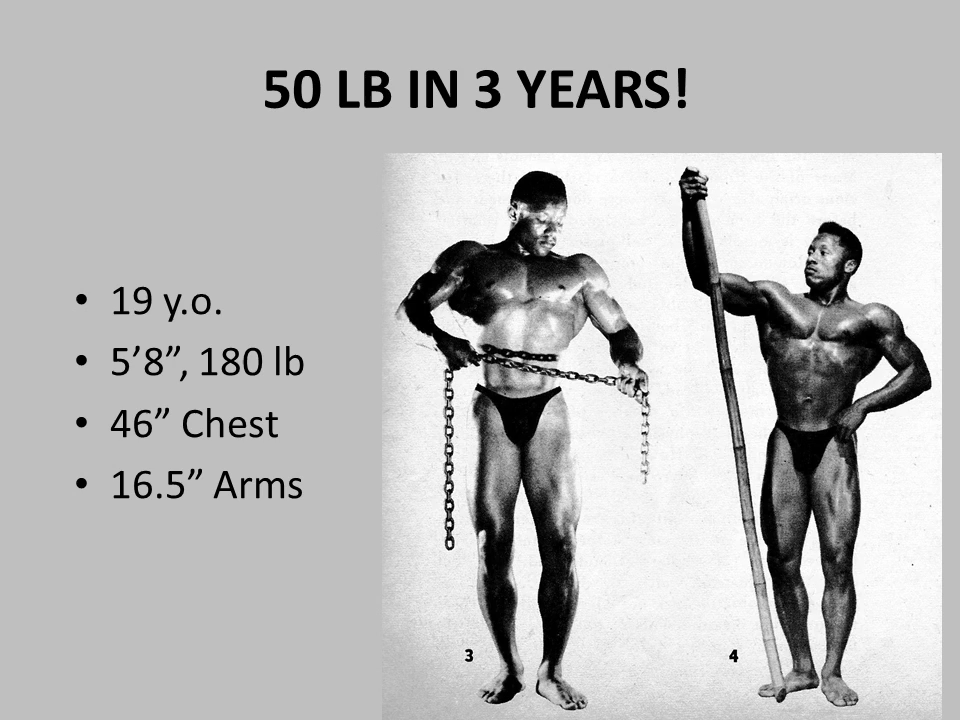 50 LB IN 3 YEARS!
• 19 y.o.
• 5’8”, 180 lb
• 46” Chest
• 16.5” Arms
3
4